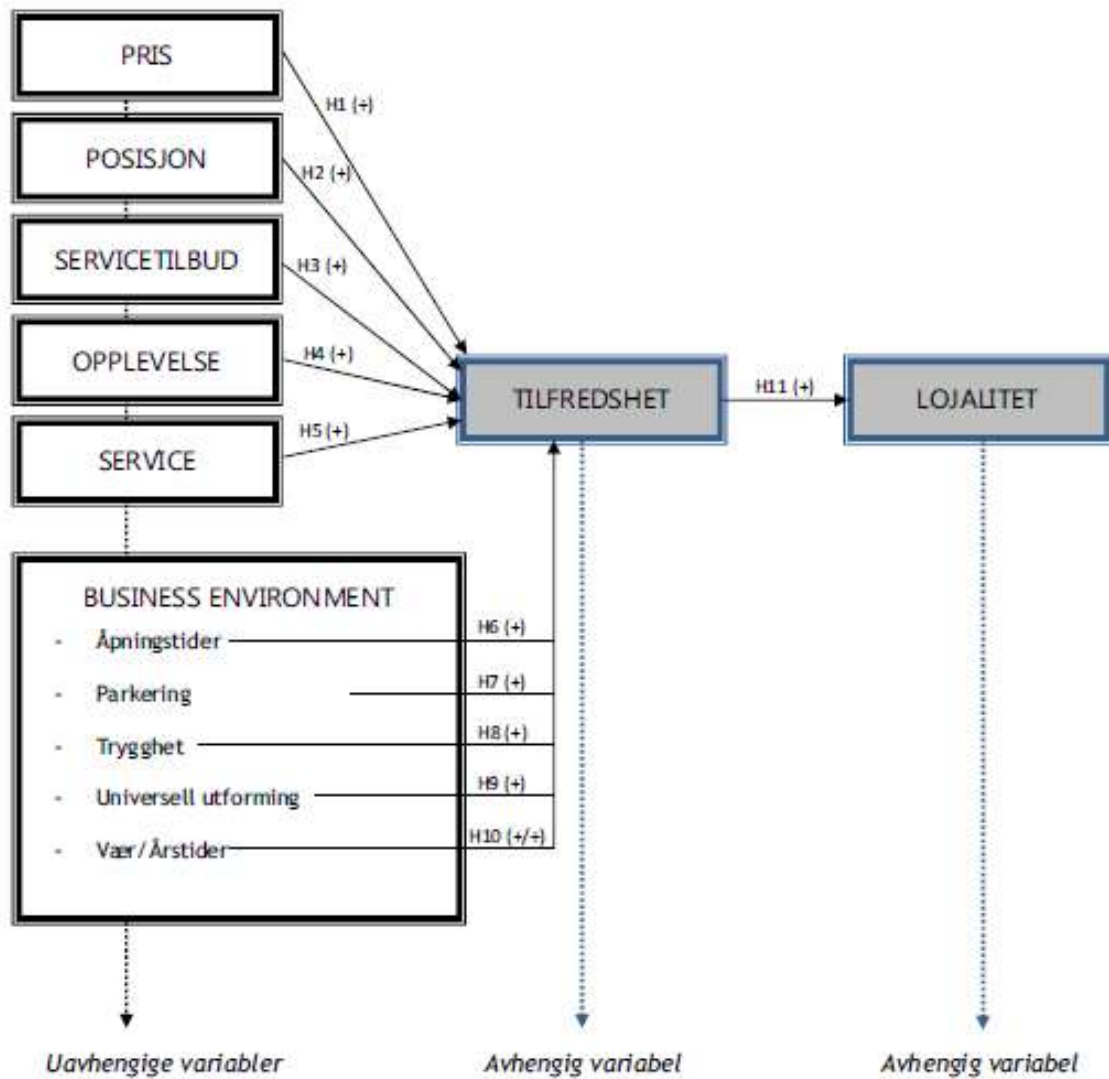 PRIS
H1 (+)
POSISJON
H2 (+)
SERVICETILBUD
H3 (+)
OPPLEVELSE
H4 (+)
TILFREDSHET
H11 (+)
LOJALITET
SERVICE
H5 (+)
BUSINESS ENVIRONMENT
- Åpningstider H6 (+)
- Parkering H7 (+)
- Trygghet H8 (+)
- Universell utforming H9 (+)
- Vær/Årstider H10 (+/÷)
Uavhengige variabler
Avhengig variabel
Avhengig variabel